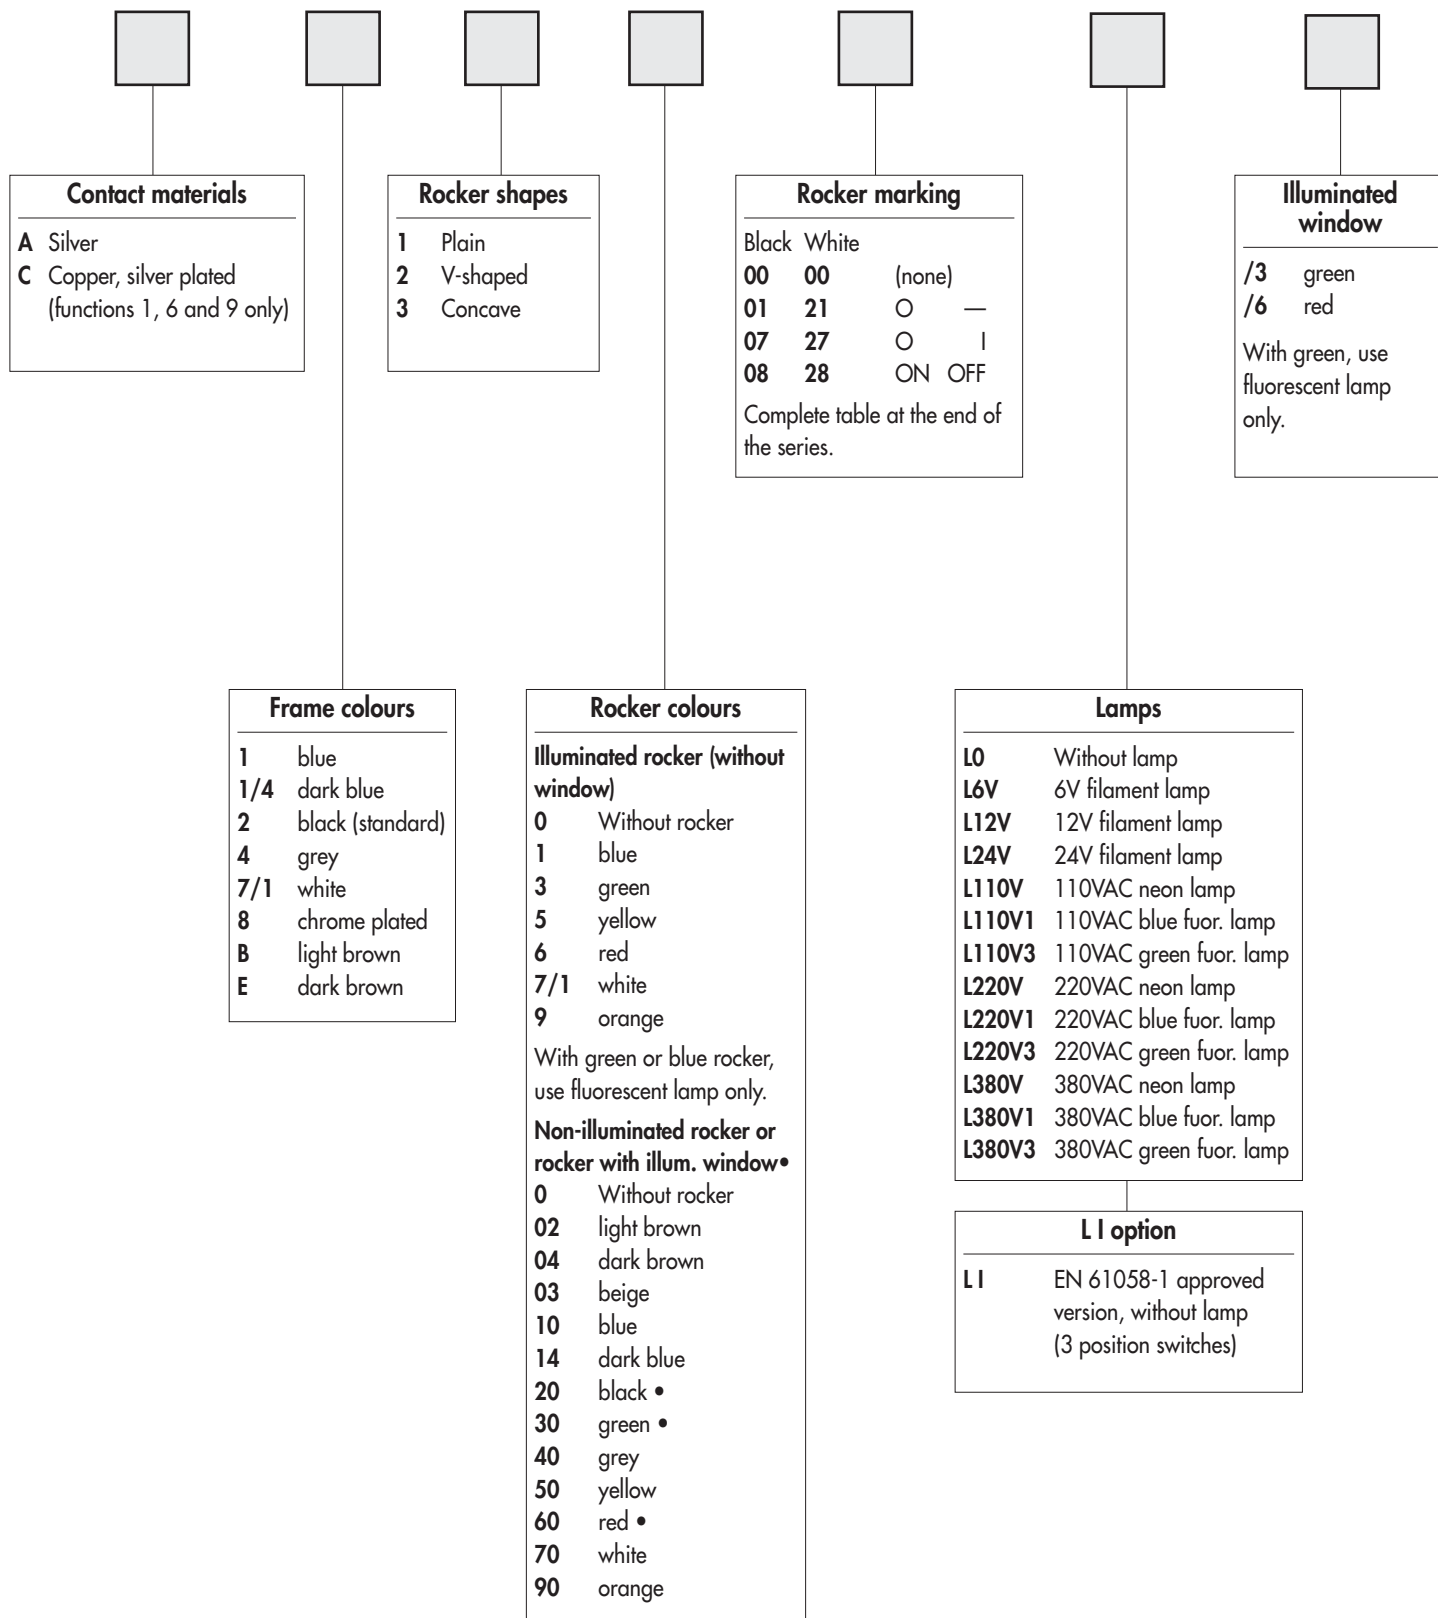 Contact materials
A Silver
C Copper, silver plated
(functions 1, 6 and 9 only)
Rocker shapes
1 Plain
2 V-shaped
3 Concave
Rocker marking
Black White
00 00 (none)
01 21 O —
07 27 O I
08 28 ON OFF
Complete table at the end of
the series.
Illuminated
window
/3 green
/6 red
With green, use
fluorescent lamp
only.
Frame colours
1 blue
1/4 dark blue
2 black (standard)
4 grey
7/1 white
8 chrome plated
B light brown
E dark brown
Rocker colours
Illuminated rocker (without
window)
0 Without rocker
1 blue
3 green
5 yellow
6 red
7/1 white
9 orange
With green or blue rocker,
use fluorescent lamp only.
Non-illuminated rocker or
rocker with illum. window•
0 Without rocker
02 light brown
04 dark brown
03 beige
10 blue
14 dark blue
20 black •
30 green •
40 grey
50 yellow
60 red •
70 white
90 orange
Lamps
L0 Without lamp
L6V 6V filament lamp
L12V 12V filament lamp
L24V 24V filament lamp
L110V 110VAC neon lamp
L110V1 110VAC blue fuor. lamp
L110V3 110VAC green fuor. lamp
L220V 220VAC neon lamp
L220V1 220VAC blue fuor. lamp
L220V3 220VAC green fuor. lamp
L380V 380VAC neon lamp
L380V1 380VAC blue fuor. lamp
L380V3 380VAC green fuor. lamp
L I option
L I EN 61058-1 approved
version, without lamp
(3 position switches)